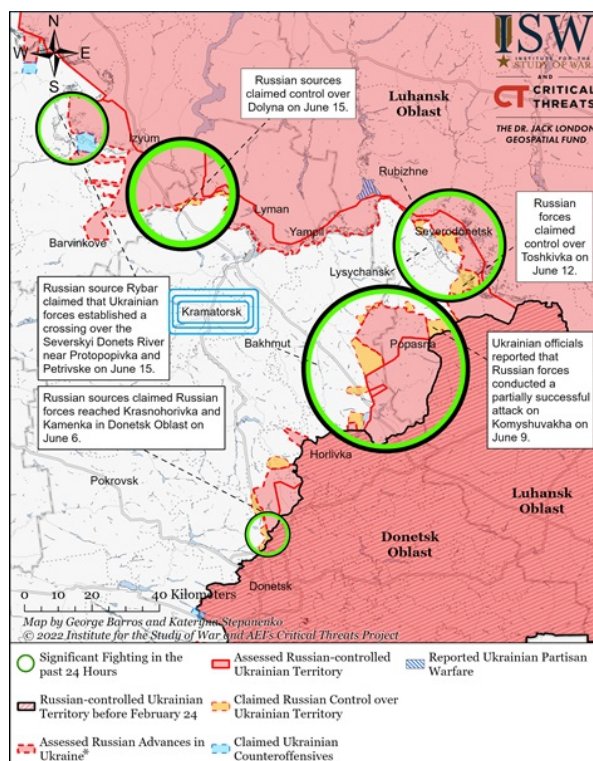 N
W
E
S
ISW
INSTITUTE FOR THE
STUDY OF WAR
AND
CT CRITICAL
THREATS
THE DR. JACK LONDON
GEOSPATIAL FUND
Russian sources
claimed control over
Dolyna on June 15.
Luhansk
Oblast
Izyum
Rubizhne
Lyman
Yampil
Severodonetsk
Russian
forces
claimed
control over
Toshkivka on
June 12.
Barvinkove
Lysychansk
Russian source Rybar
claimed that Ukrainian
forces established a
crossing over the
Severskyi Donets River
near Protopopivka and
Petrivske on June 15.
Kramatorsk
Bakhmut
Popasna
Ukrainian officials
reported that
Russian forces
conducted a
partially successful
attack on
Komyshuvakha on
June 9.
Russian sources claimed Russian
forces reached Krasnohorivka and
Kamenka in Donetsk Oblast on
June 6.
Horlivka
Pokrovsk
Luhansk
Oblast
Donetsk
Oblast
Donetsk
0 10 20 40 Kilometers
Map by George Barros and Kateryna Stepanenko
© 2022 Institute for the Study of War and AEI's Critical Threats Project
Significant Fighting in the
past 24 Hours
Assessed Russian-controlled
Ukrainian Territory
Reported Ukrainian Partisan
Warfare
Russian-controlled Ukrainian
Territory before February 24
Claimed Russian Control over
Ukrainian Territory
Assessed Russian Advances in
Ukraine*
Claimed Ukrainian
Counteroffensives